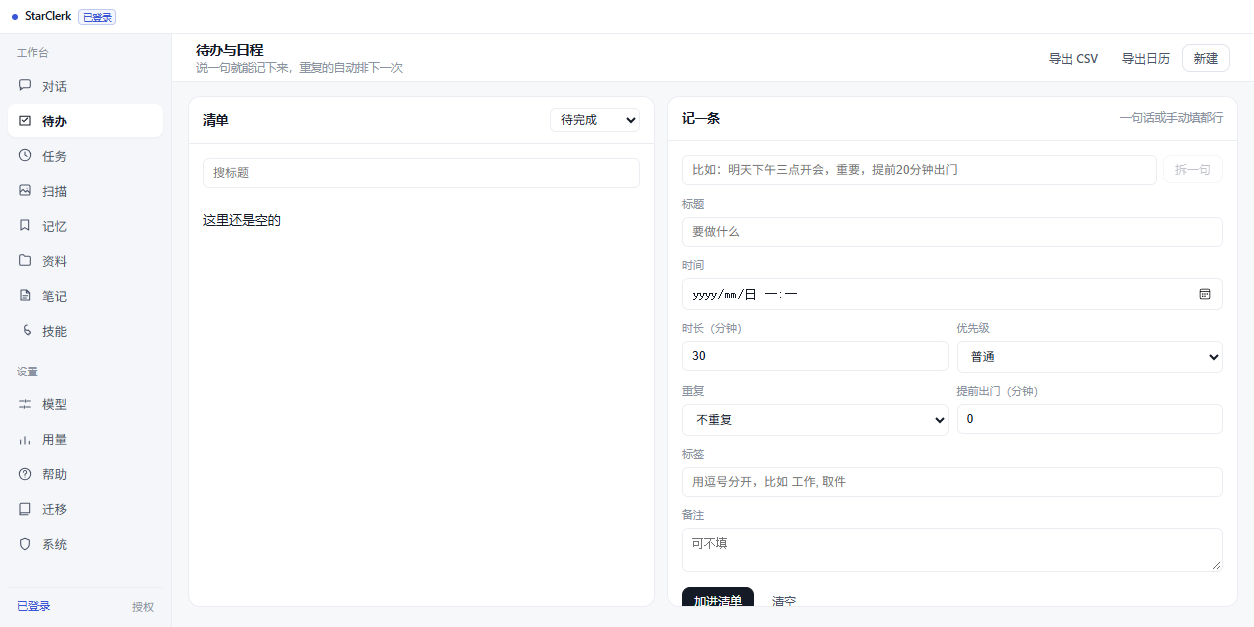 StarClerk 已登录
工作台
对话
待办
任务
扫描
记忆
资料
笔记
技能
设置
模型
用量
帮助
迁移
系统
已登录 授权
待办与日程
说一句就能记下来，重复的自动排下一次
导出 CSV 导出日历 新建
清单 待完成
搜标题
这里还是空的
记一条 一句话或手动填都行
比如：明天下午三点开会，重要，提前20分钟出门 拆一句
标题
要做什么
时间
yyyy/mm/日 --:--
时长（分钟） 优先级
30 普通
重复 提前出门（分钟）
不重复 0
标签
用逗号分开，比如 工作, 取件
备注
可不填
加进清单 清空